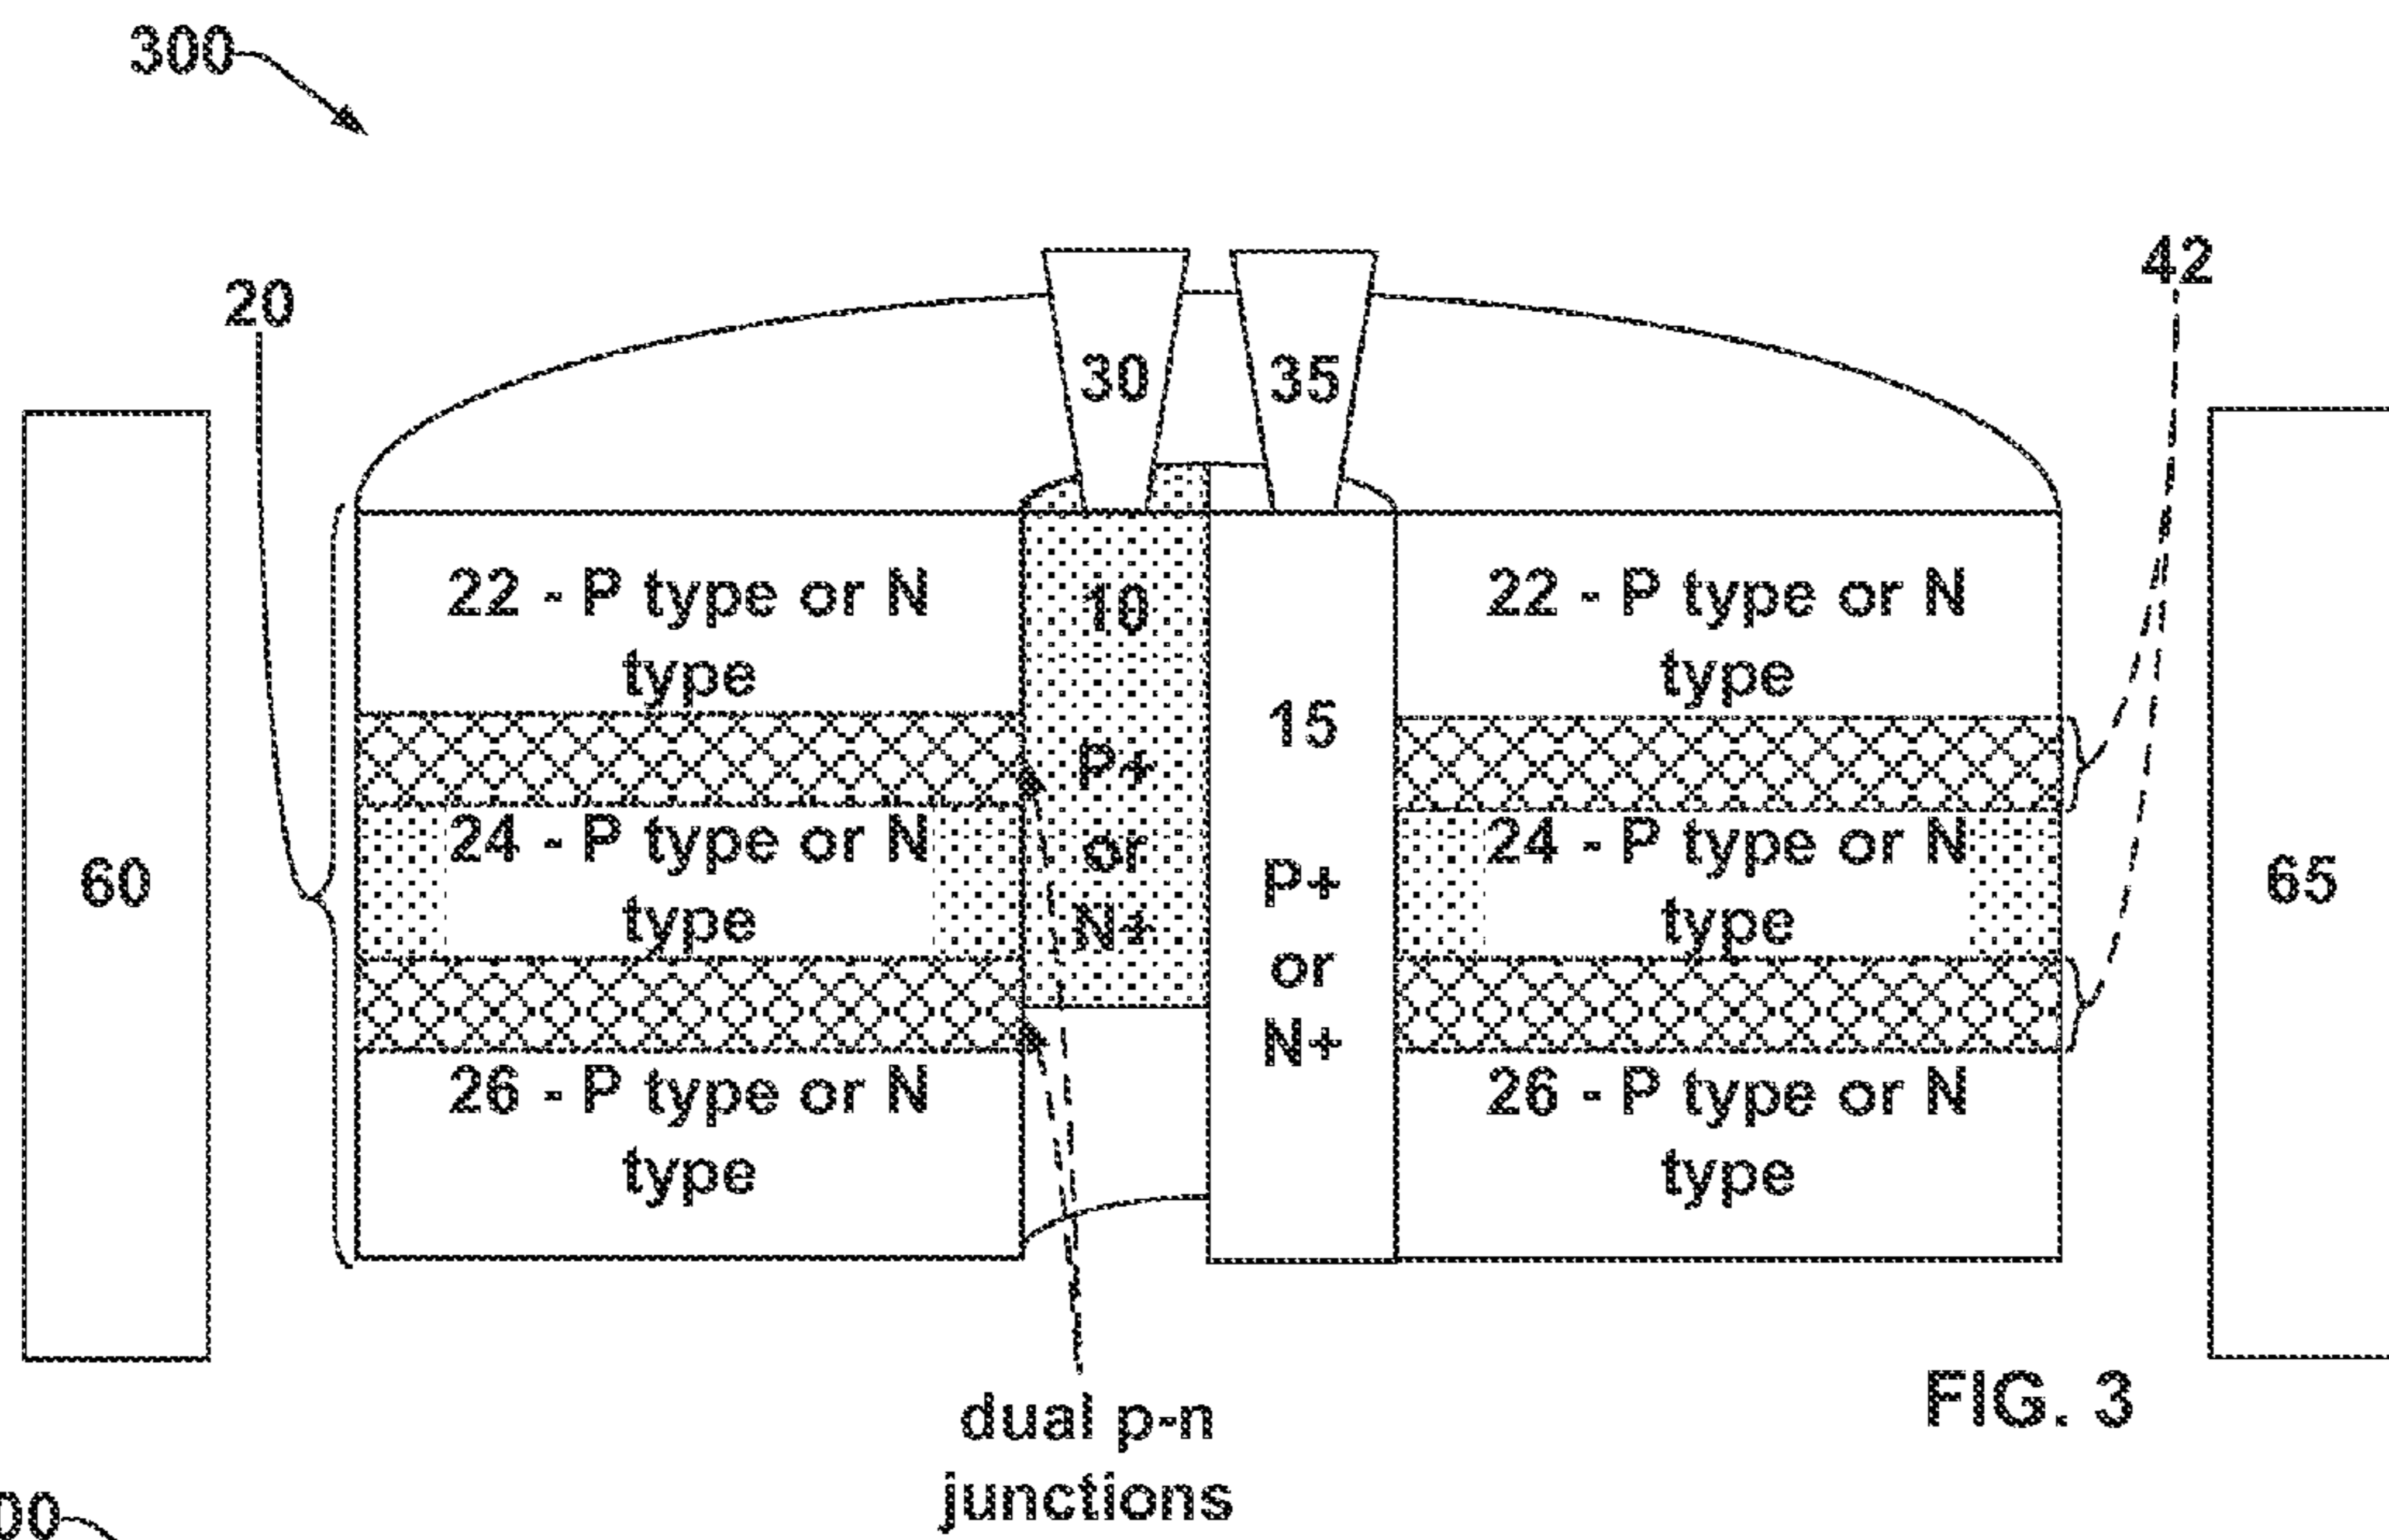 300
20
42
30
35
22 - P type or N
type
10
22 - P type or N
type
15
P+
or
N+
P+
or
N+
24 - P type or N
type
24 - P type or N
type
60
65
26 - P type or N
type
26 - P type or N
type
dual p-n
junctions
FIG. 3
00